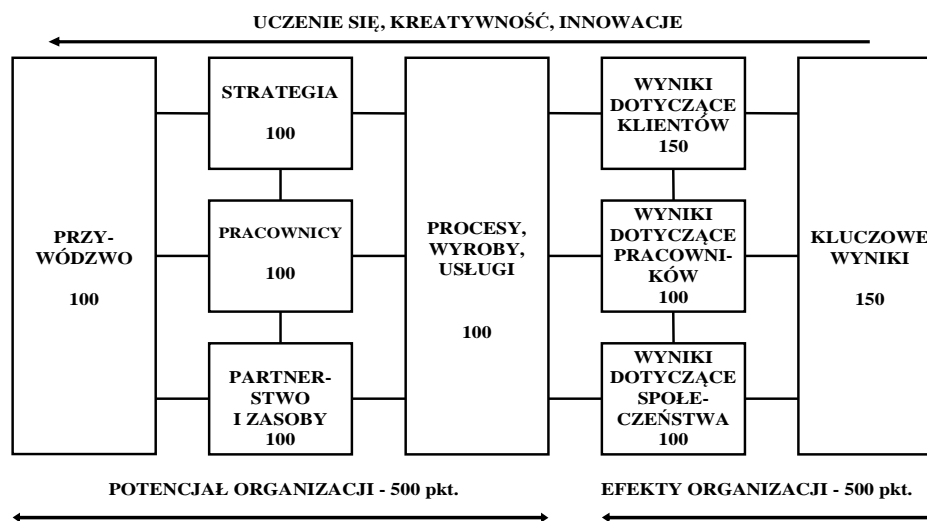 UCZENIE SIĘ, KREATYWNOŚĆ, INNOWACJE
PRZY-
WÓDZWO
100
STRATEGIA
100
PRACOWNICY
100
PARTNER-
STWO
I ZASOBY
100
PROCESY,
WYROBY,
USŁUGI
100
WYNIKI
DOTYCZĄCE
KLIENTÓW
150
WYNIKI
DOTYCZĄCE
PRACOWNI-
KÓW
100
WYNIKI
DOTYCZĄCE
SPOŁE-
CZEŃSTWA
100
KLUCZOWE
WYNIKI
150
POTENCJAŁ ORGANIZACJI - 500 pkt.
EFEKTY ORGANIZACJI - 500 pkt.